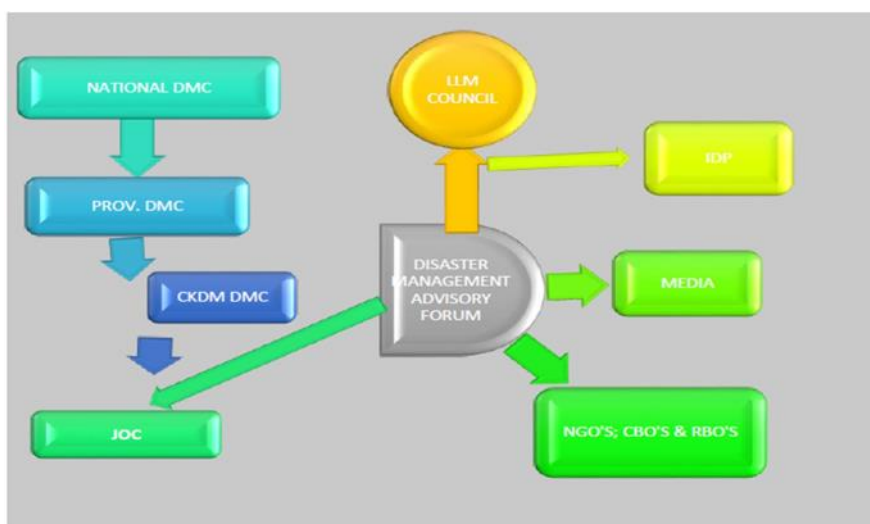 NATIONAL DMC
PROV. DMC
CKDM DMC
JOC
LLM
COUNCIL
DISASTER
MANAGEMENT
ADVISORY
FORUM
IDP
MEDIA
NGO'S; CBO'S & RBO'S